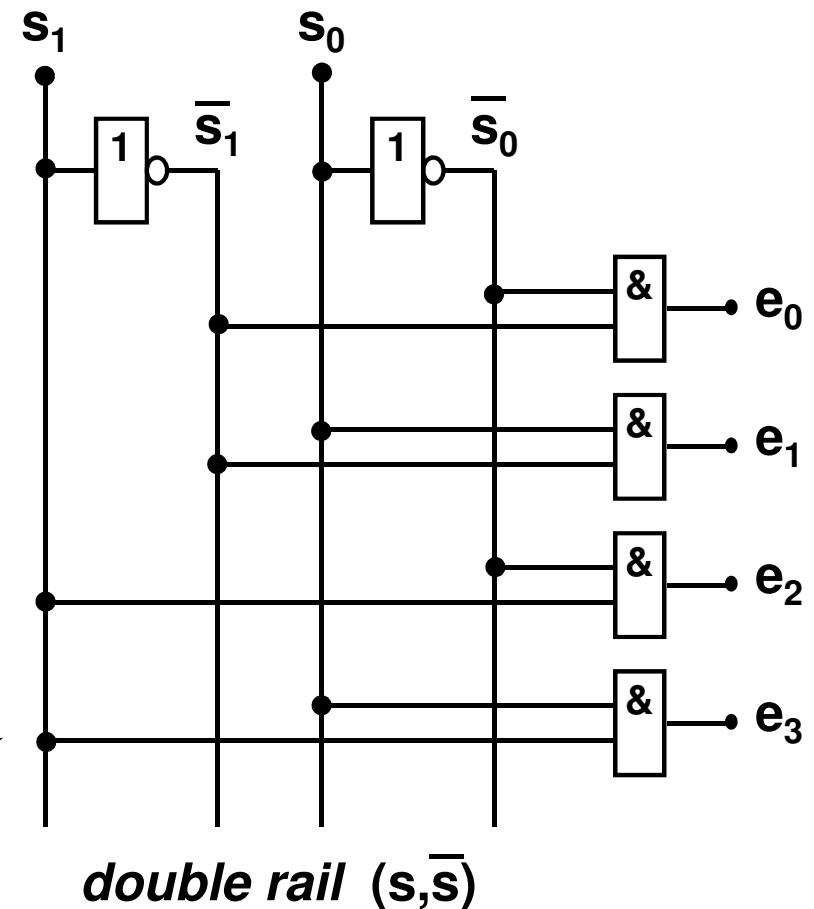 s₁ s₀
1 s̅₁ 1 s̅₀
& e₀
& e₁
& e₂
& e₃
double rail (s,s̅)